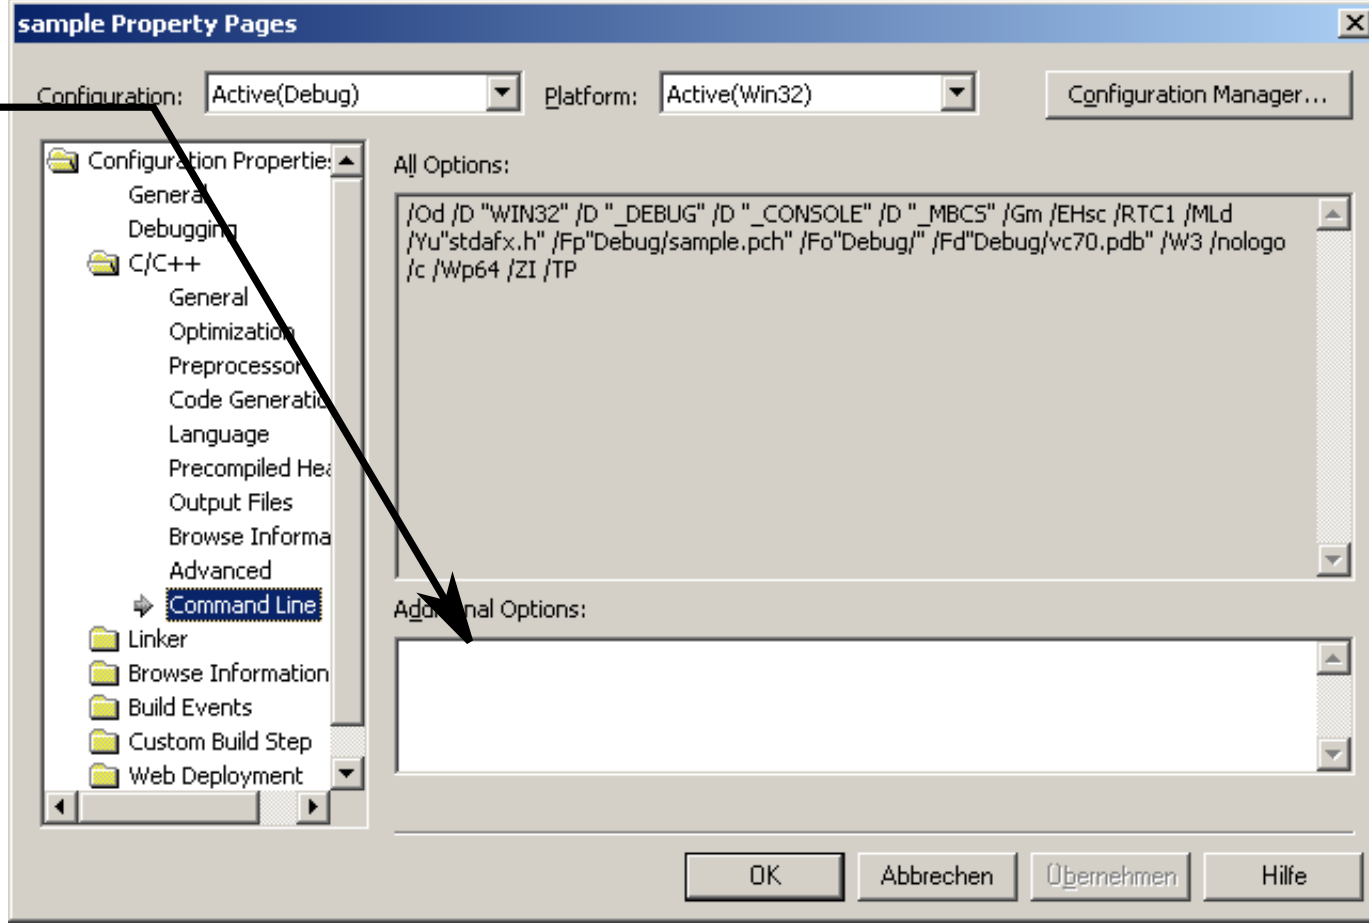 sample Property Pages
Configuration: Active(Debug) Platform: Active(Win32) Configuration Manager...
Configuration Properties
General
Debugging
C/C++
General
Optimization
Preprocessor
Code Generatio
Language
Precompiled Hea
Output Files
Browse Informa
Advanced
Command Line
Linker
Browse Information
Build Events
Custom Build Step
Web Deployment
All Options:
/Od /D "WIN32" /D "_DEBUG" /D "_CONSOLE" /D "_MBCS" /Gm /EHsc /RTC1 /MLd
/Yu"stdafx.h" /Fp"Debug/sample.pch" /Fo"Debug/" /Fd"Debug/vc70.pdb" /W3 /nologo
/c /Wp64 /ZI /TP
Additional Options:
OK Abbrechen Übernehmen Hilfe